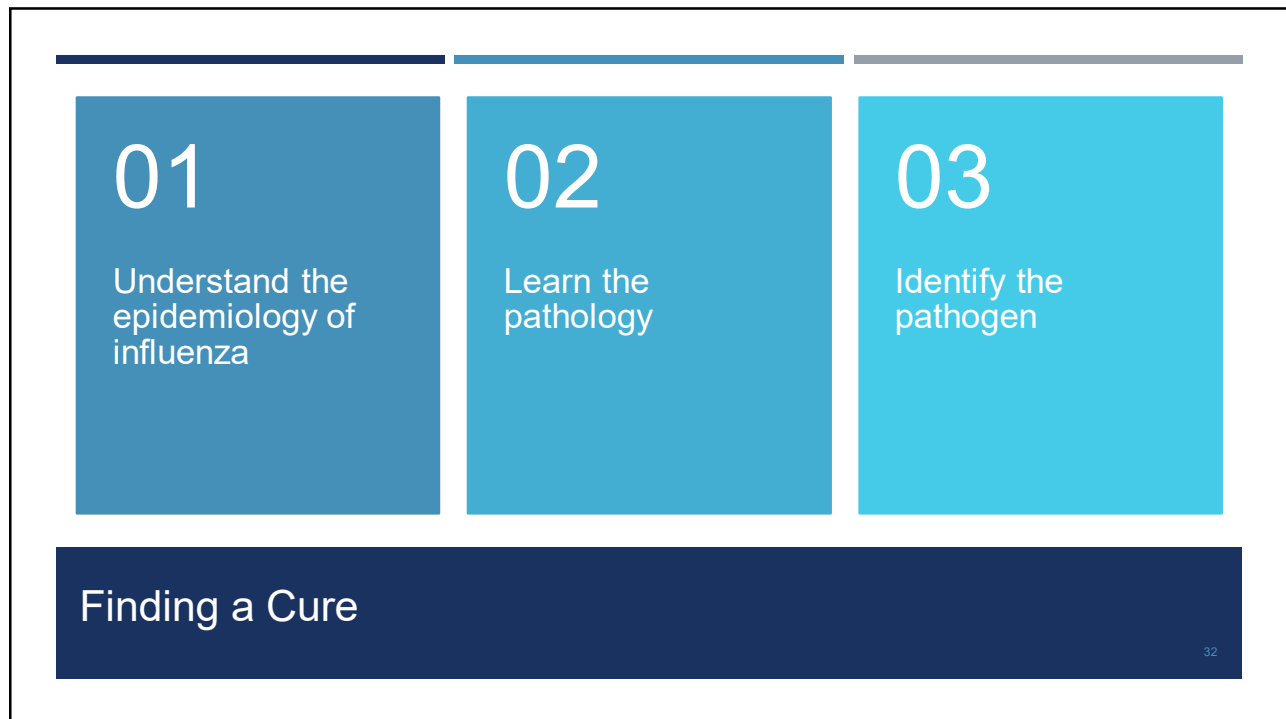 01
Understand the
epidemiology of
influenza
02
Learn the
pathology
03
Identify the
pathogen
Finding a Cure
32